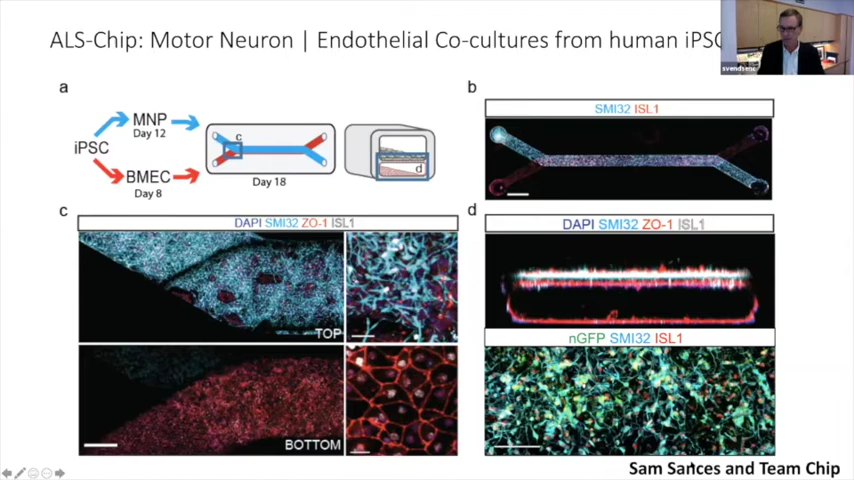 ALS-Chip: Motor Neuron | Endothelial Co-cultures from human iPSC
svendsenc
a
iPSC
MNP
Day 12
BMEC
Day 8
c
Day 18
d
b
SMI32 ISL1
c
DAPI SMI32 ZO-1 ISL1
TOP
BOTTOM
d
DAPI SMI32 ZO-1 ISL1
nGFP SMI32 ISL1
Sam Sances and Team Chip